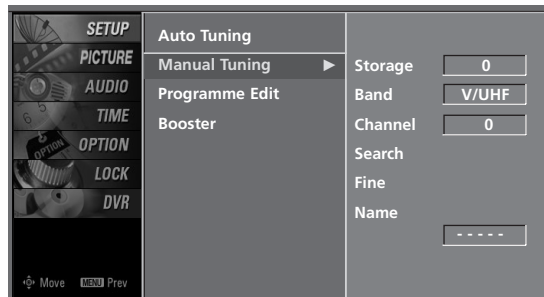 SETUP
PICTURE
AUDIO
TIME
OPTION
LOCK
DVR
Move MENU Prev
Auto Tuning
Manual Tuning ▶
Programme Edit
Booster
Storage 0
Band V/UHF
Channel 0
Search
Fine
Name
- - - - -